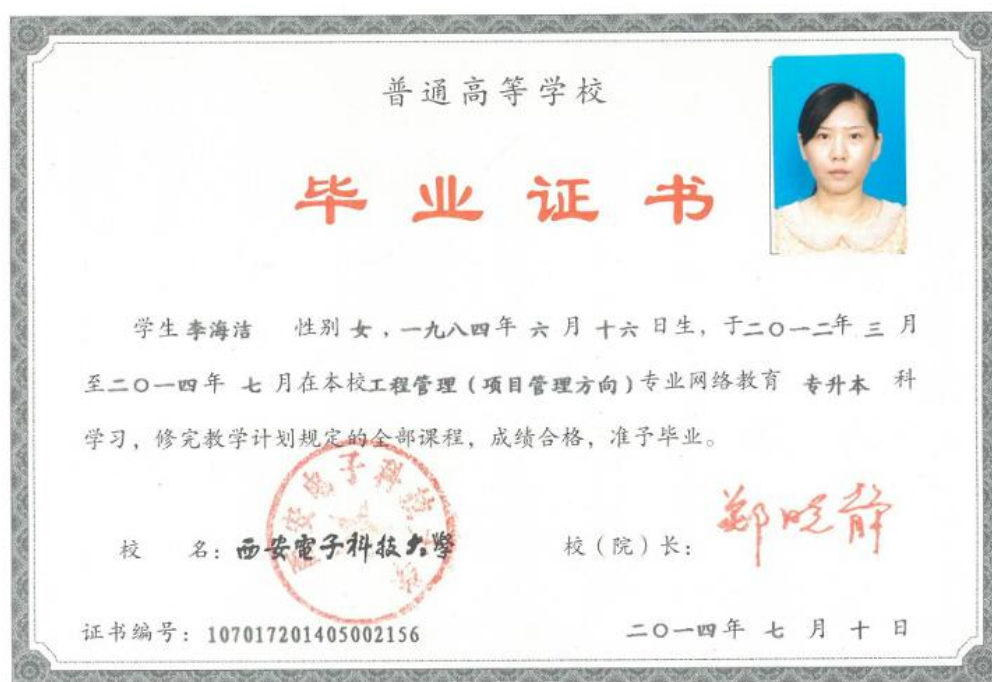 普通高等学校
毕业证书
学生 李海洁 性别 女，一九八四年 六 月 十六 日生，于二〇一二年 三 月
至二〇一四年 七 月在本校工程管理（项目管理方向）专业网络教育 专升本 科
学习，修完教学计划规定的全部课程，成绩合格，准予毕业。
校 名：西安電子科技大學
校（院）长：郑晓静
证书编号：107017201405002156
二〇一四年 七 月 十 日